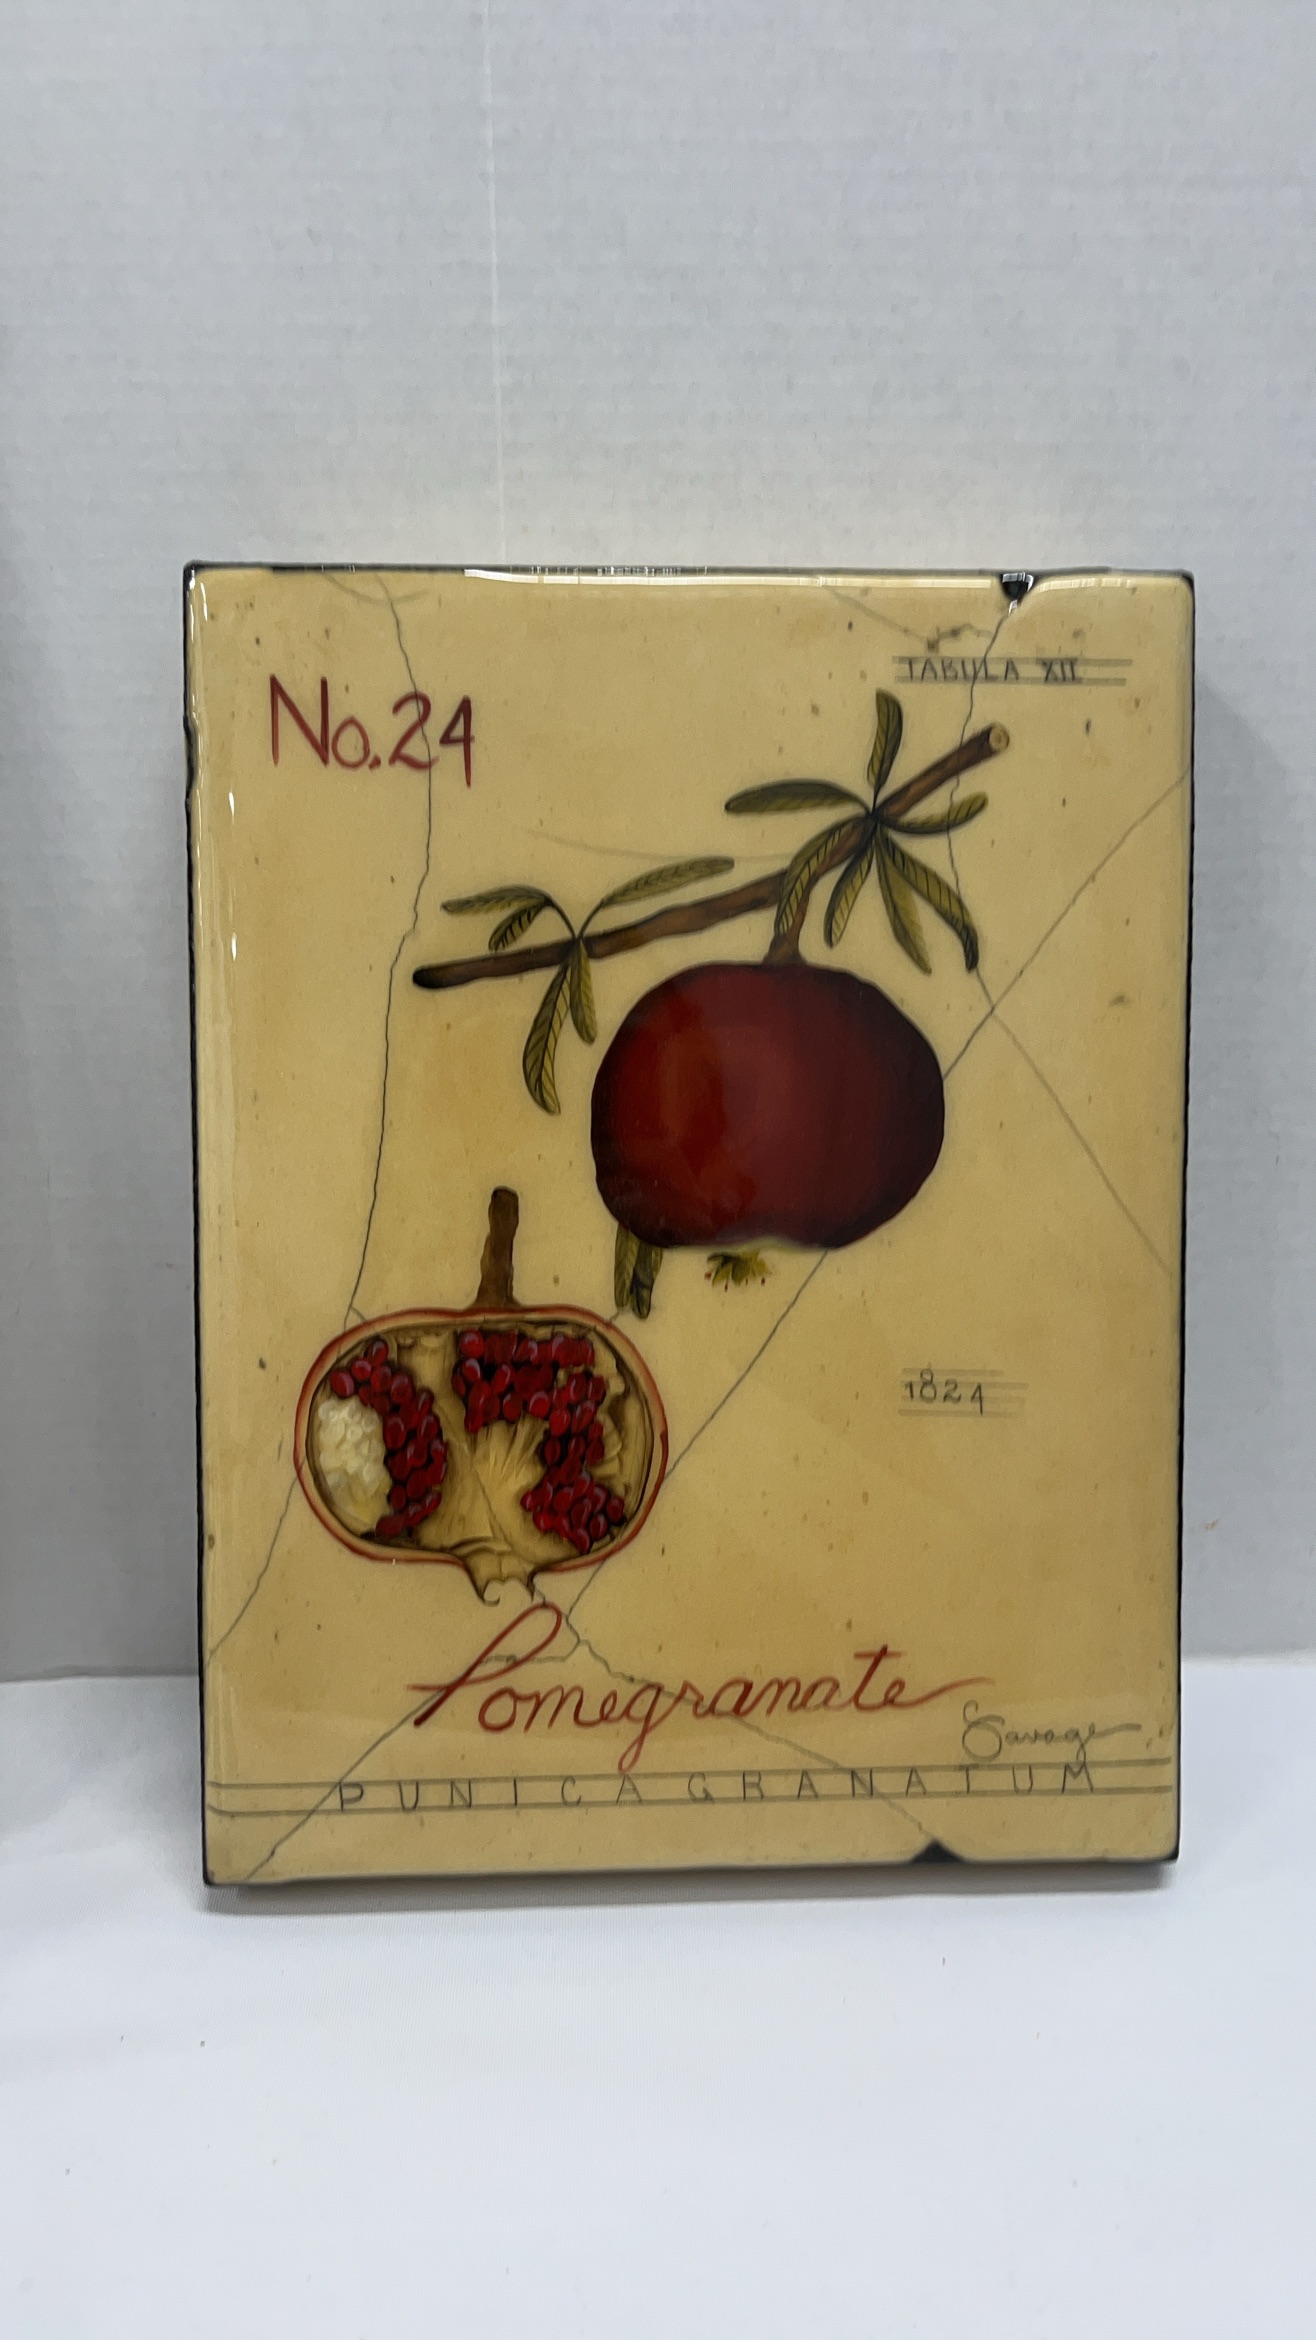 No.24
TABULA XII
1824
Pomegranate
Savage
PUNICA GRANATUM